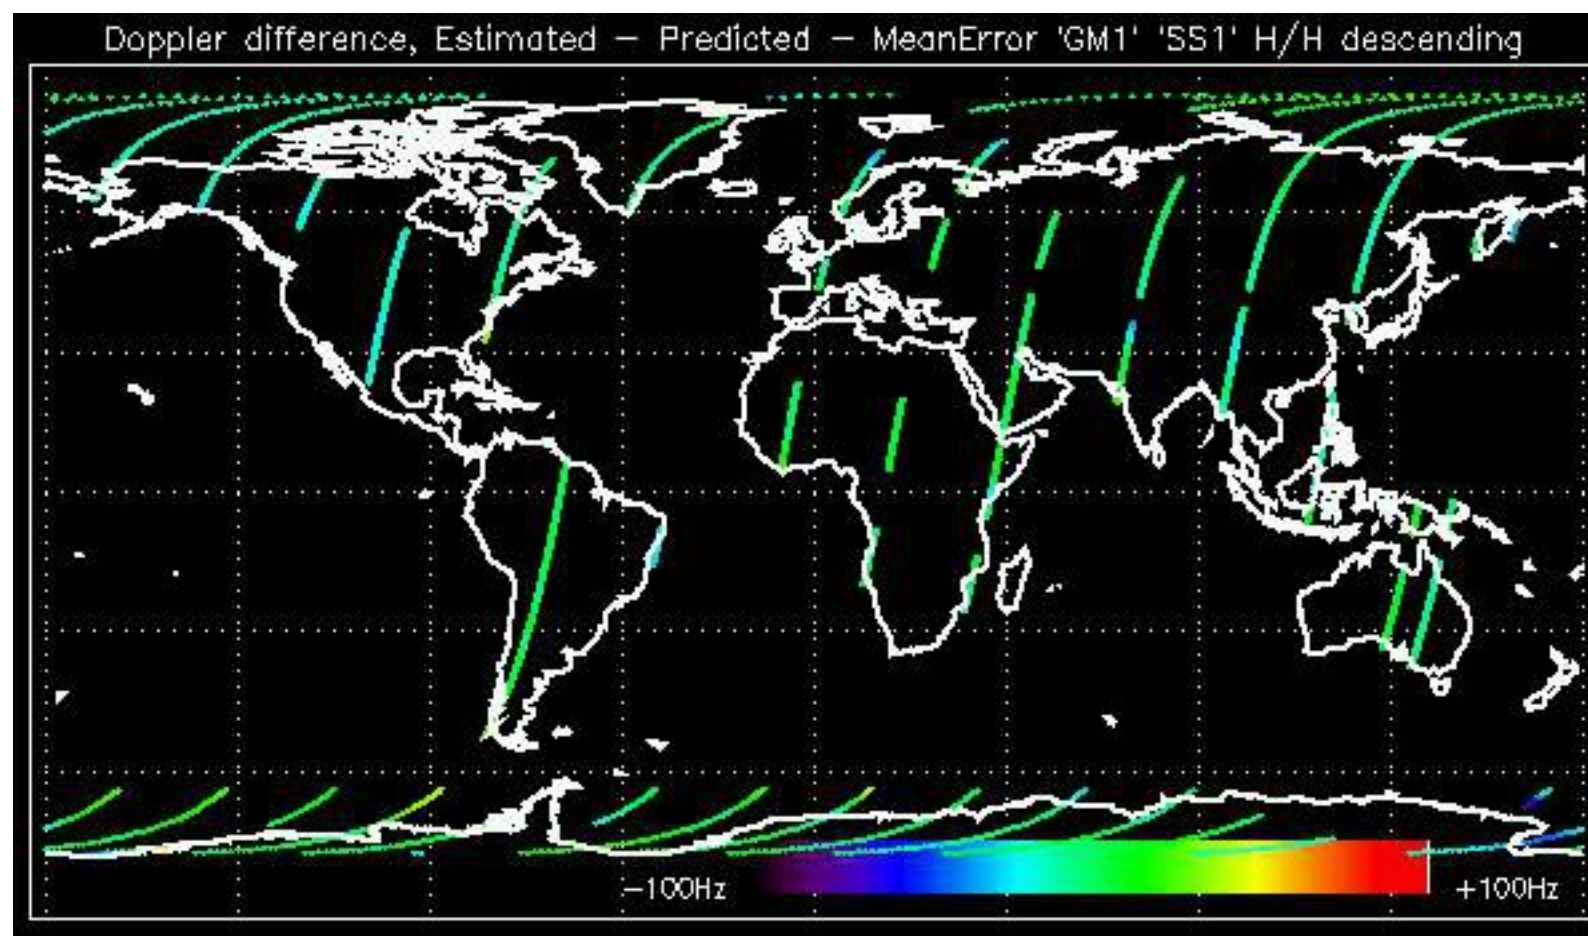 Doppler difference, Estimated – Predicted – MeanError 'GM1' 'SS1' H/H descending
−100Hz
+100Hz